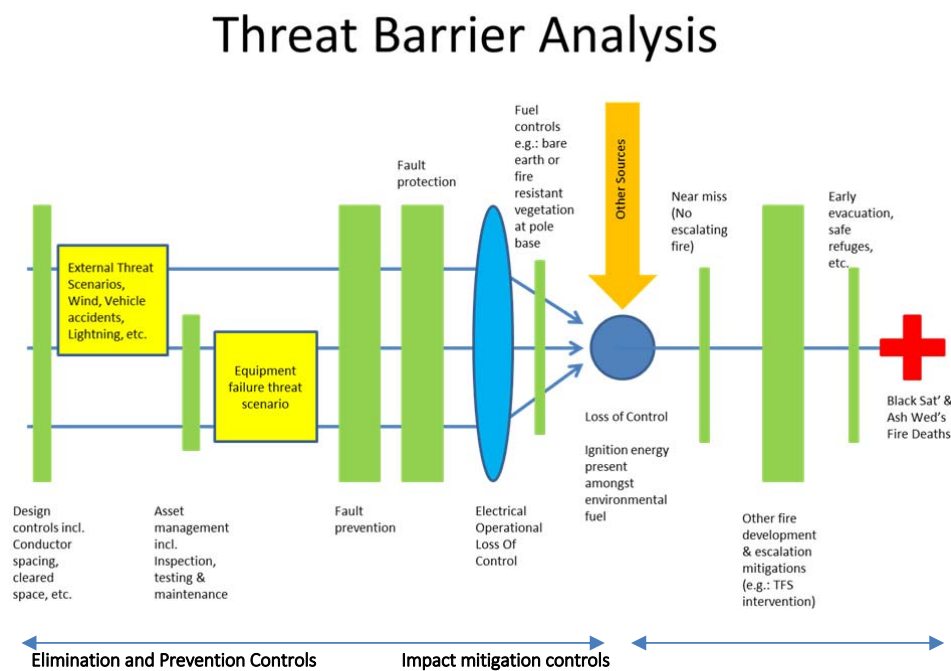 Threat Barrier Analysis
Fuel
controls
e.g.: bare
earth or
fire
resistant
vegetation
at pole
base
Other Sources
Fault
protection
Near miss
(No
escalating
fire)
Early
evacuation,
safe
refuges,
etc.
External Threat
Scenarios,
Wind, Vehicle
accidents,
Lightning, etc.
Equipment
failure threat
scenario
Black Sat' &
Ash Wed's
Fire Deaths
Loss of Control
Ignition energy
present
amongst
environmental
fuel
Design
controls incl.
Conductor
spacing,
cleared
space, etc.
Asset
management
incl.
Inspection,
testing &
maintenance
Fault
prevention
Electrical
Operational
Loss Of
Control
Other fire
development
& escalation
mitigations
(e.g.: TFS
intervention)
Elimination and Prevention Controls
Impact mitigation controls